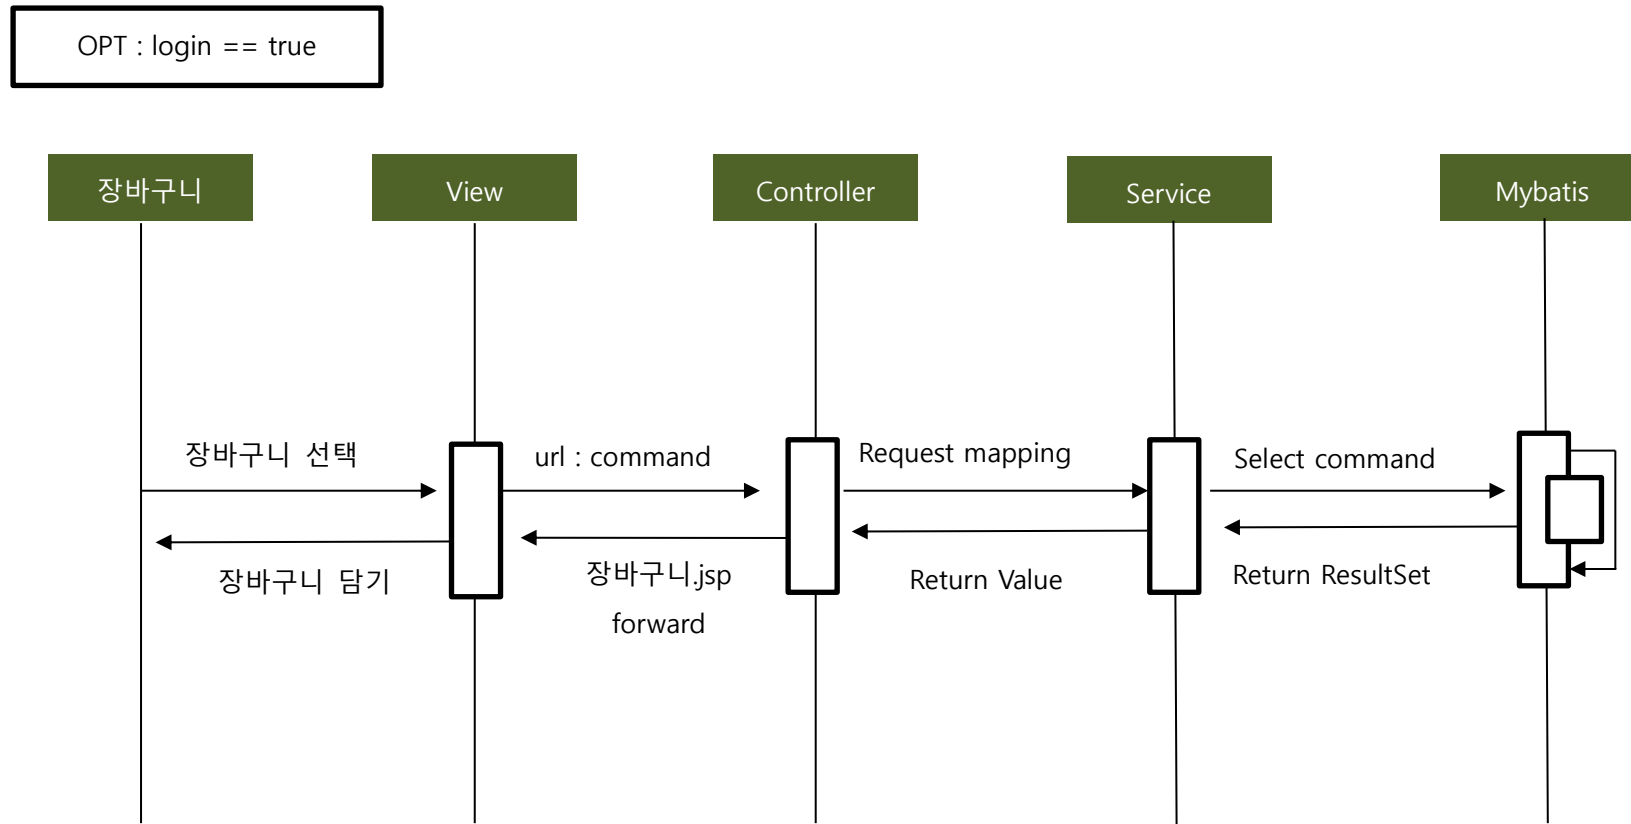 OPT : login == true
장바구니
View
Controller
Service
Mybatis
장바구니 선택
url : command
Request mapping
Select command
장바구니 담기
장바구니.jsp
forward
Return Value
Return ResultSet